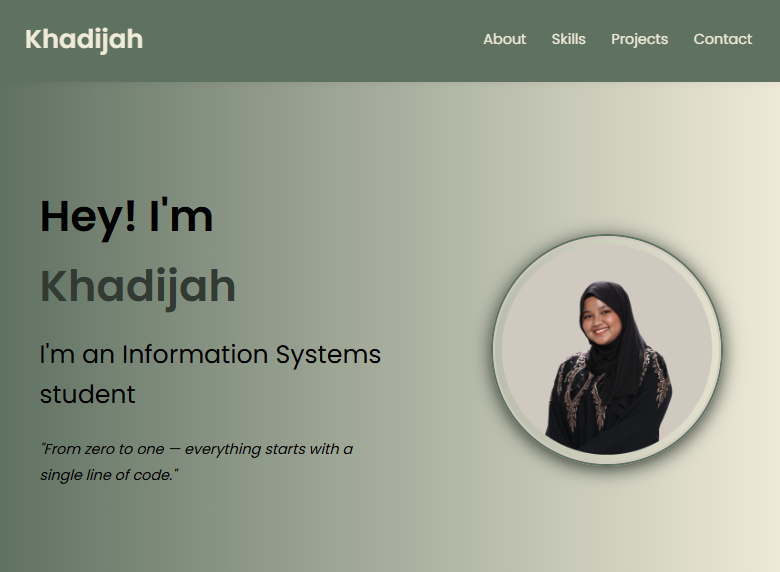 Khadijah
About Skills Projects Contact
Hey! I'm
Khadijah
I'm an Information Systems
student
"From zero to one — everything starts with a
single line of code."